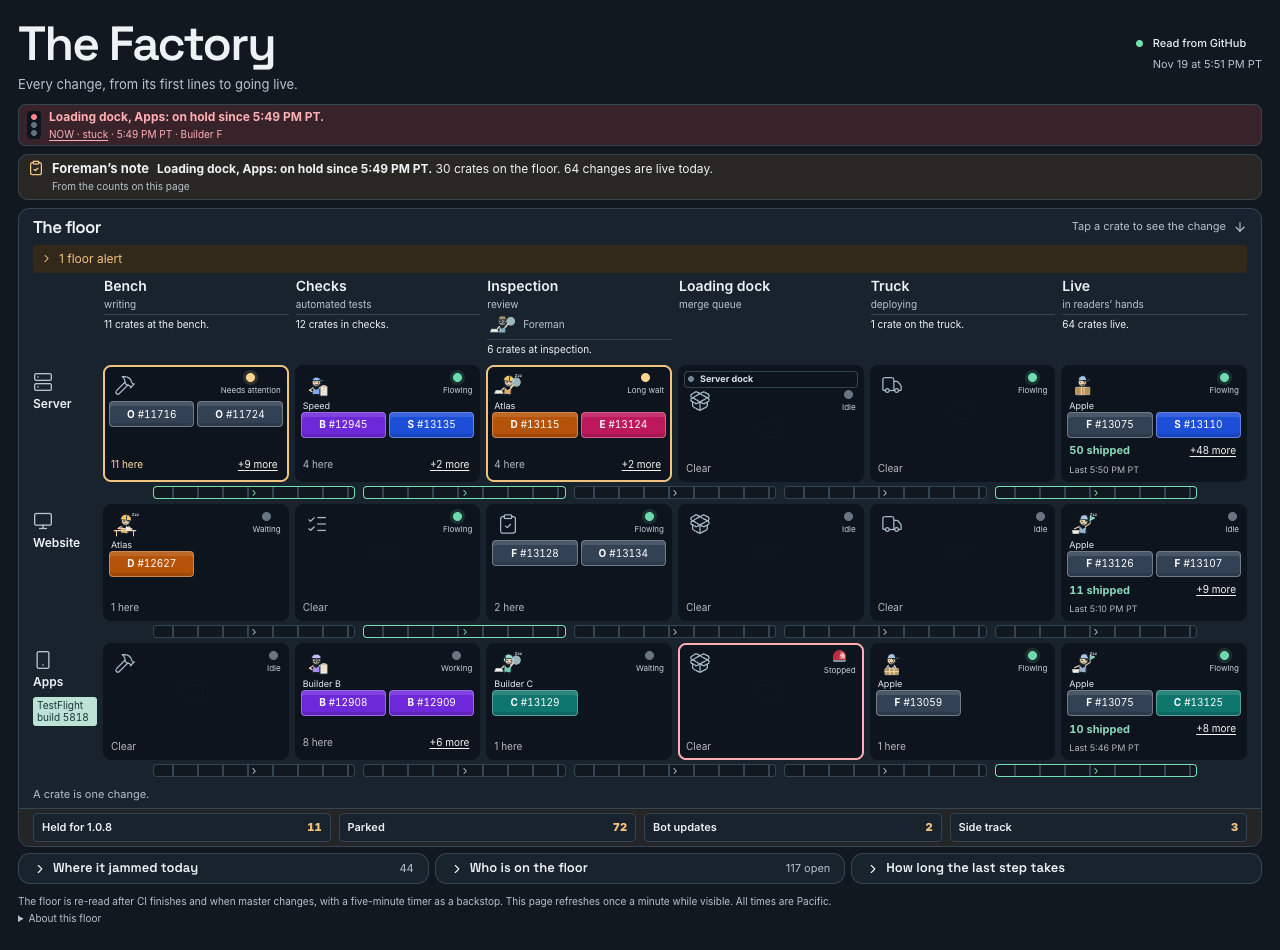 The Factory
Every change, from its first lines to going live.
Read from GitHub
Nov 19 at 5:51 PM PT
Loading dock, Apps: on hold since 5:49 PM PT.
NOW · stuck · 5:49 PM PT · Builder F
Foreman's note Loading dock, Apps: on hold since 5:49 PM PT. 30 crates on the floor. 64 changes are live today.
From the counts on this page
The floor
Tap a crate to see the change ↓
1 floor alert
Bench
writing
11 crates at the bench.
Checks
automated tests
12 crates in checks.
Inspection
review
Foreman
6 crates at inspection.
Loading dock
merge queue
Truck
deploying
1 crate on the truck.
Live
in readers' hands
64 crates live.
Server
Needs attention
O #11716 O #11724
11 here +9 more
Flowing
Speed
B #12945 S #13135
4 here +2 more
Long wait
Atlas
D #13115 E #13124
4 here +2 more
Server dock
Idle
Clear
Flowing
Clear
Flowing
Apple
F #13075 S #13110
50 shipped +48 more
Last 5:50 PM PT
Website
Waiting
Atlas
D #12627
1 here
Flowing
Clear
Flowing
F #13128 O #13134
2 here
Idle
Clear
Idle
Clear
Idle
Apple
F #13126 F #13107
11 shipped +9 more
Last 5:10 PM PT
Apps
TestFlight
build 5818
Idle
Clear
Working
Builder B
B #12908 B #12909
8 here +6 more
Waiting
Builder C
C #13129
1 here
Stopped
Clear
Flowing
Apple
F #13059
1 here
Flowing
Apple
F #13075 C #13125
10 shipped +8 more
Last 5:46 PM PT
A crate is one change.
Held for 1.0.8 11
Parked 72
Bot updates 2
Side track 3
Where it jammed today 44
Who is on the floor 117 open
How long the last step takes
The floor is re-read after CI finishes and when master changes, with a five-minute timer as a backstop. This page refreshes once a minute while visible. All times are Pacific.
About this floor